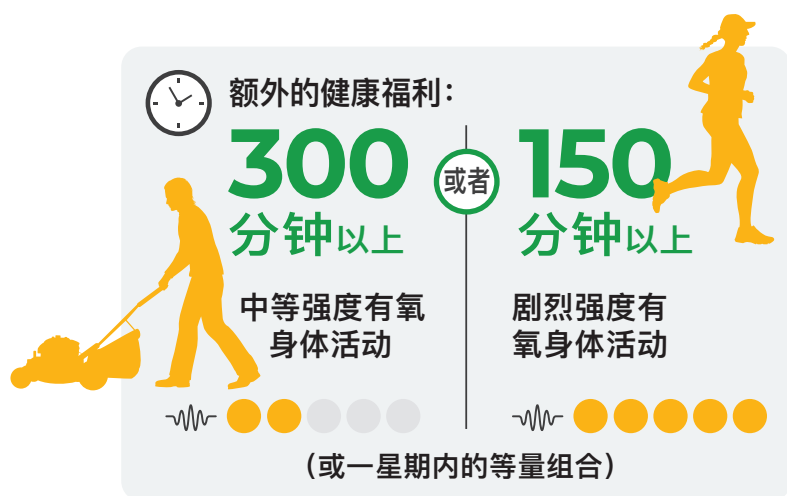 额外的健康福利：
300
分钟以上
中等强度有氧
身体活动
或者
150
分钟以上
剧烈强度有
氧身体活动
（或一星期内的等量组合）